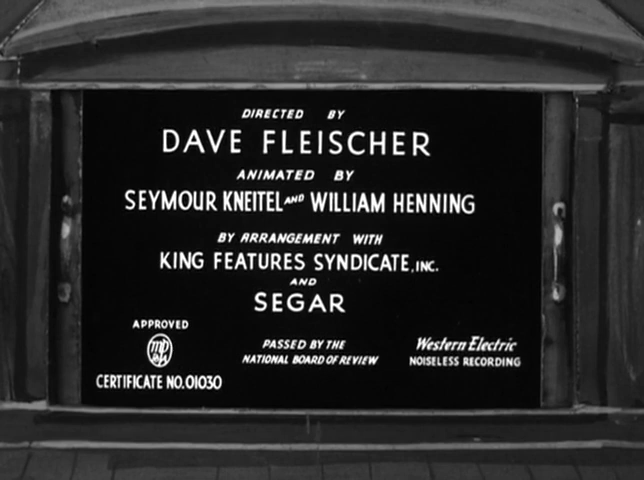 DIRECTED BY
DAVE FLEISCHER
ANIMATED BY
SEYMOUR KNEITEL AND WILLIAM HENNING
BY ARRANGEMENT WITH
KING FEATURES SYNDICATE, INC.
AND
SEGAR
APPROVED
CERTIFICATE NO. 01030
PASSED BY THE
NATIONAL BOARD OF REVIEW
Western Electric
NOISELESS RECORDING